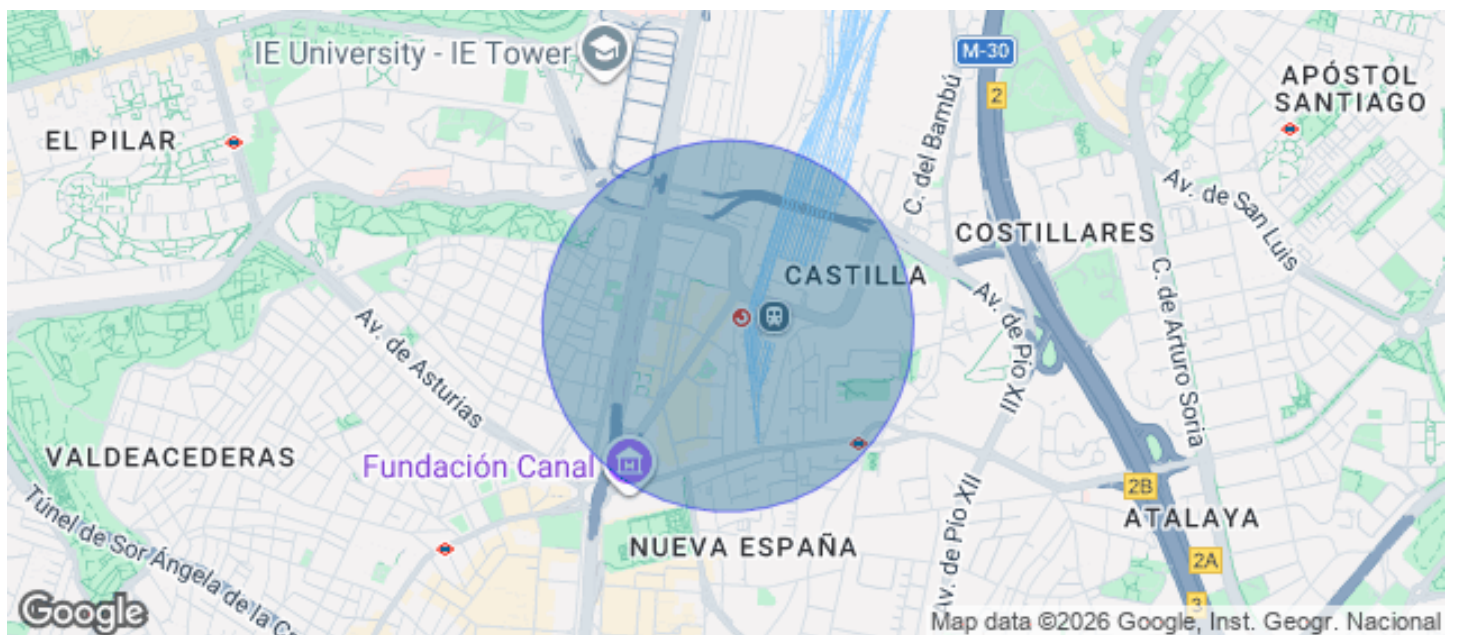 IE University - IE Tower
M-30
2
APÓSTOL
SANTIAGO
EL PILAR
C. del Bambú
Av. de San Luis
COSTILLARES
CASTILLA
C. de Arturo Soria
Av. de Pío XII
Av. de Asturias
VALDEACEDERAS
Fundación Canal
2B
Av. de Pío XII
ATALAYA
Túnel de Sor Ángela de la C
NUEVA ESPAÑA
2A
3
Google
Map data ©2026 Google, Inst. Geogr. Nacional